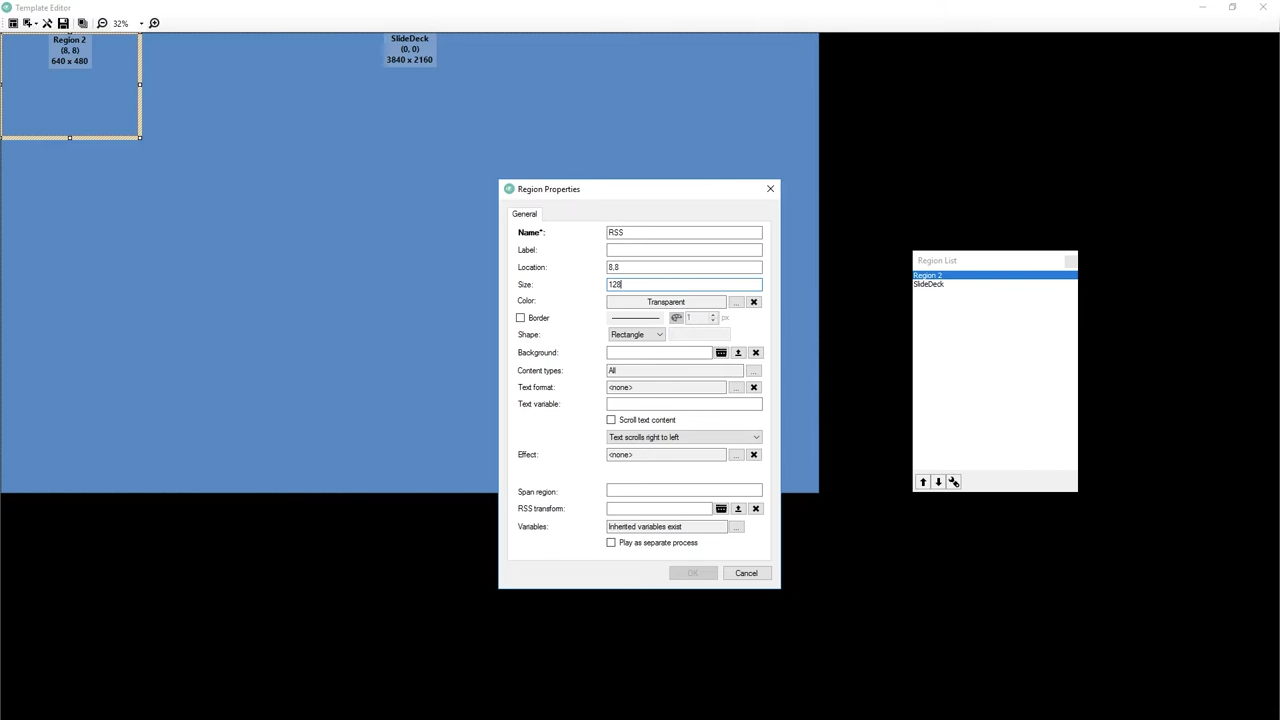 Template Editor
32%
Region 2
(8, 8)
640 x 480
SlideDeck
(0, 0)
3840 x 2160
Region Properties
General
Name*: RSS
Label:
Location: 8,8
Size: 128
Color: Transparent ...
Border 1 px
Shape: Rectangle
Background:
Content types: All ...
Text format: <none> ...
Text variable:
Scroll text content
Text scrolls right to left
Effect: <none> ...
Span region:
RSS transform:
Variables: Inherited variables exist ...
Play as separate process
OK Cancel
Region List
Region 2
SlideDeck